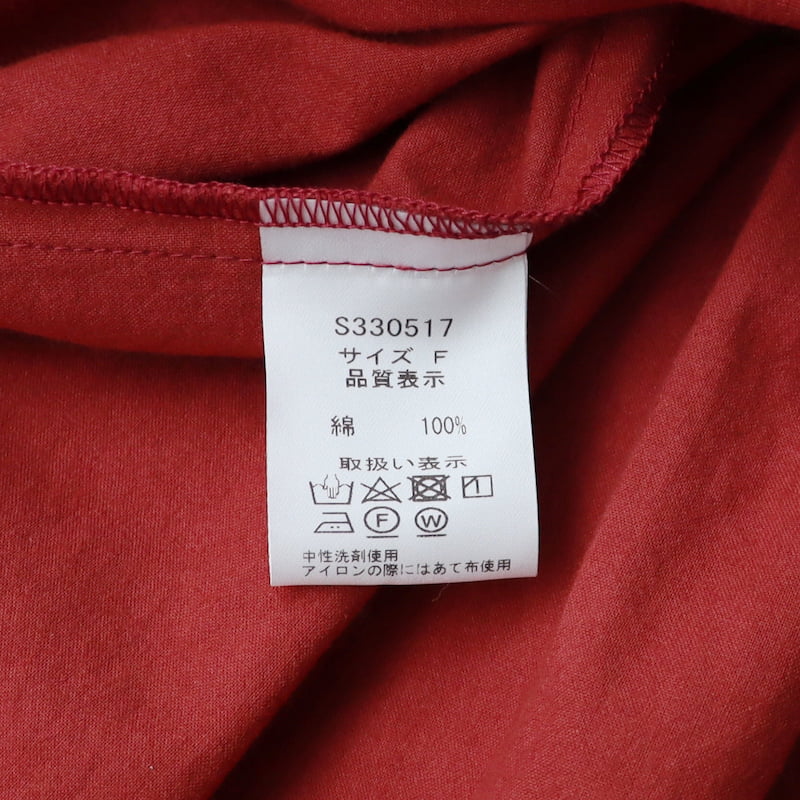 S330517
サイズ F
品質表示
綿 100%
取扱い表示
F W
中性洗剤使用
アイロンの際にはあて布使用